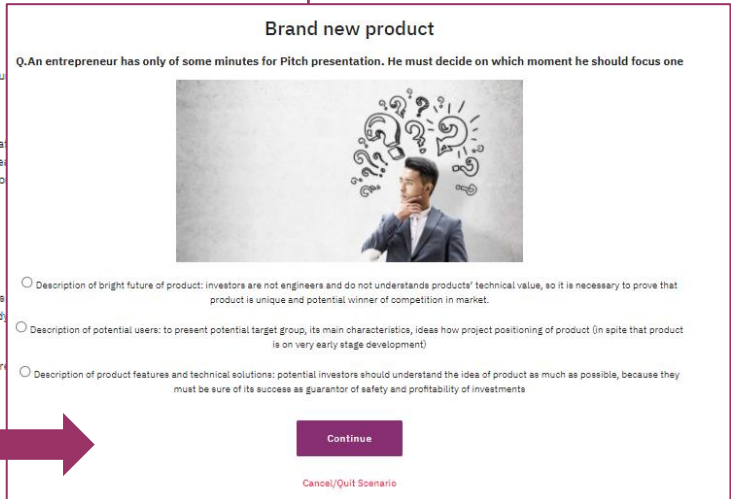 Brand new product
Q.An entrepreneur has only of some minutes for Pitch presentation. He must decide on which moment he should focus one
Description of bright future of product: investors are not engineers and do not understands products' technical value, so it is necessary to prove that
product is unique and potential winner of competition in market.
Description of potential users: to present potential target group, its main characteristics, ideas how project positioning of product (in spite that product
is on very early stage development)
Description of product features and technical solutions: potential investors should understand the idea of product as much as possible, because they
must be sure of its success as guarantor of safety and profitability of investments
Continue
Cancel/Quit Scenario